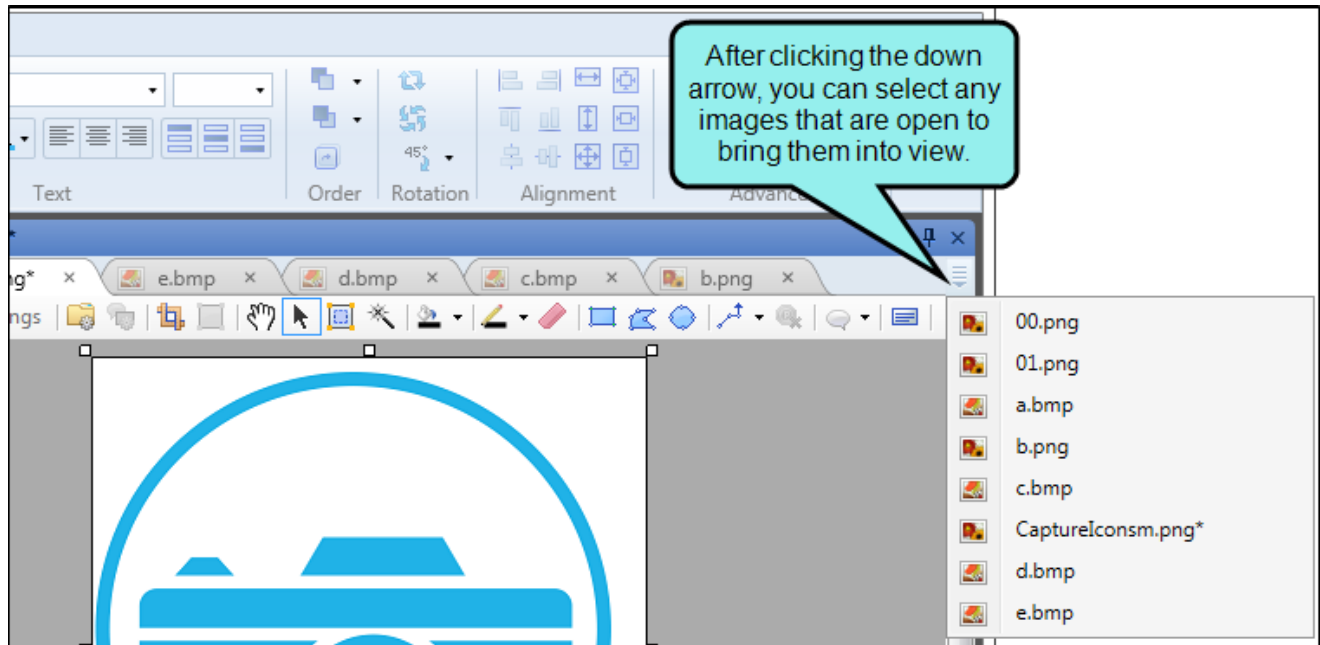 After clicking the down
arrow, you can select any
images that are open to
bring them into view.
45°
Text Order Rotation Alignment
ng* e.bmp d.bmp c.bmp b.png
ngs
00.png
01.png
a.bmp
b.png
c.bmp
CaptureIconsm.png*
d.bmp
e.bmp